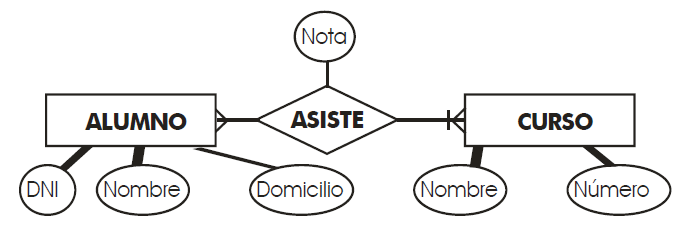 Nota
ALUMNO
ASISTE
CURSO
DNI
Nombre
Domicilio
Nombre
Número